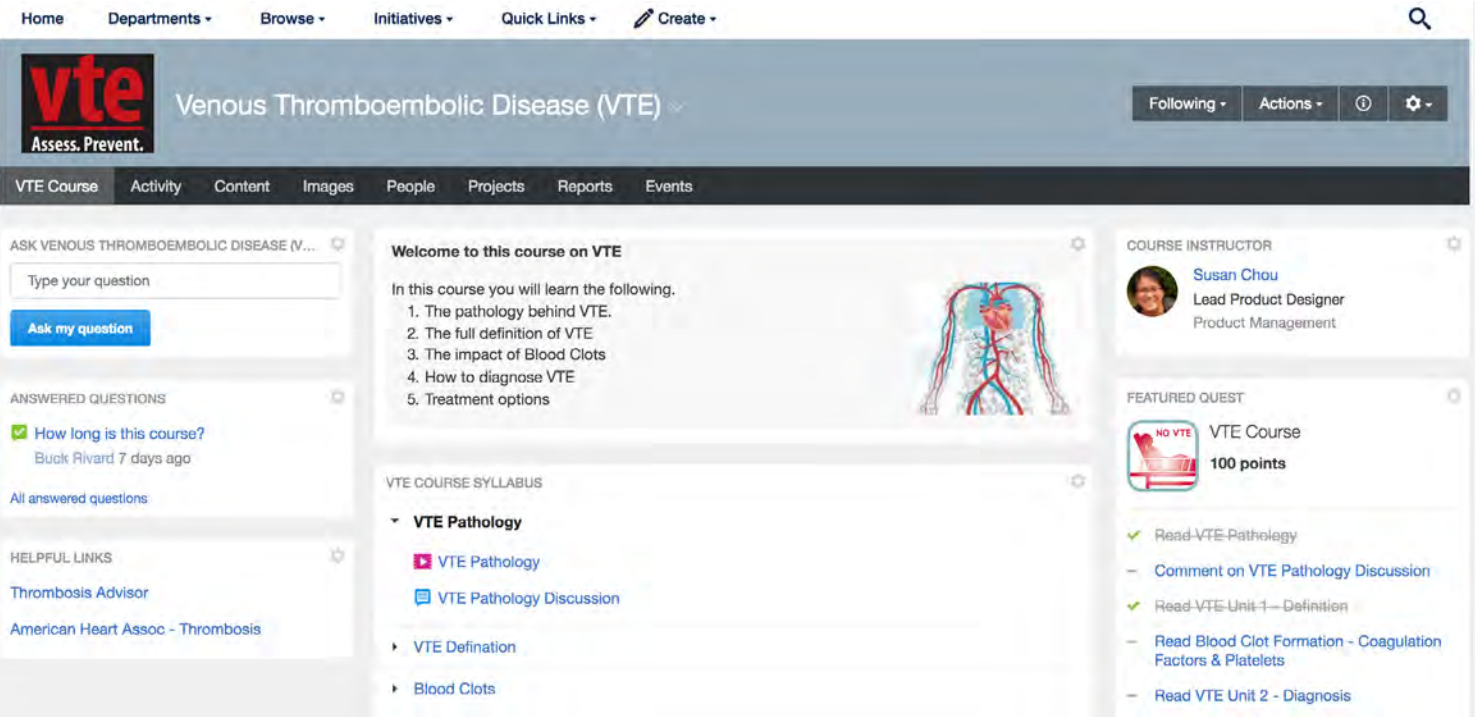 Home Departments Browse Initiatives Quick Links Create
vte
Assess. Prevent.
Venous Thromboembolic Disease (VTE)
Following Actions
VTE Course Activity Content Images People Projects Reports Events
ASK VENOUS THROMBOEMBOLIC DISEASE (V...
Type your question
Ask my question
ANSWERED QUESTIONS
How long is this course?
Buck Rivard 7 days ago
All answered questions
HELPFUL LINKS
Thrombosis Advisor
American Heart Assoc - Thrombosis
Welcome to this course on VTE
In this course you will learn the following.
1. The pathology behind VTE.
2. The full definition of VTE
3. The impact of Blood Clots
4. How to diagnose VTE
5. Treatment options
VTE COURSE SYLLABUS
VTE Pathology
VTE Pathology
VTE Pathology Discussion
VTE Defination
Blood Clots
COURSE INSTRUCTOR
Susan Chou
Lead Product Designer
Product Management
FEATURED QUEST
NO VTE
VTE Course
100 points
Read VTE Pathology
Comment on VTE Pathology Discussion
Read VTE Unit 1 - Definition
Read Blood Clot Formation - Coagulation
Factors & Platelets
Read VTE Unit 2 - Diagnosis